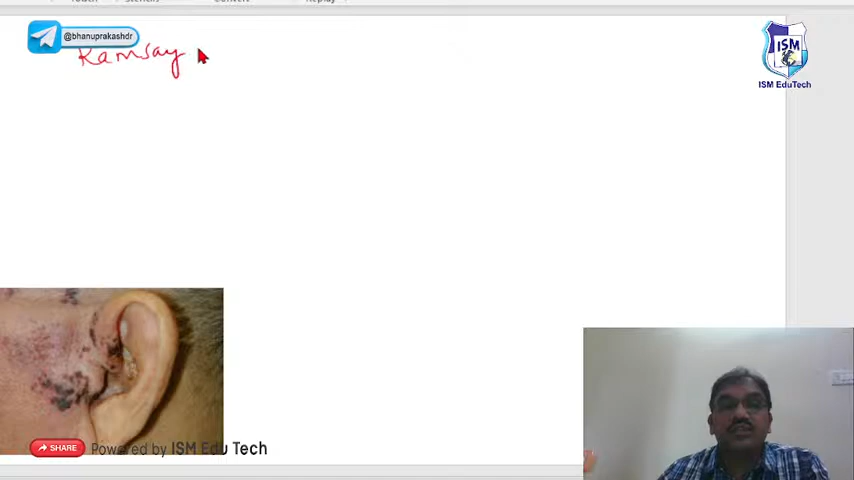 @bhanuprakashdr
Ramsay
ISM
ISM EduTech
SHARE
Powered by ISM Edu Tech